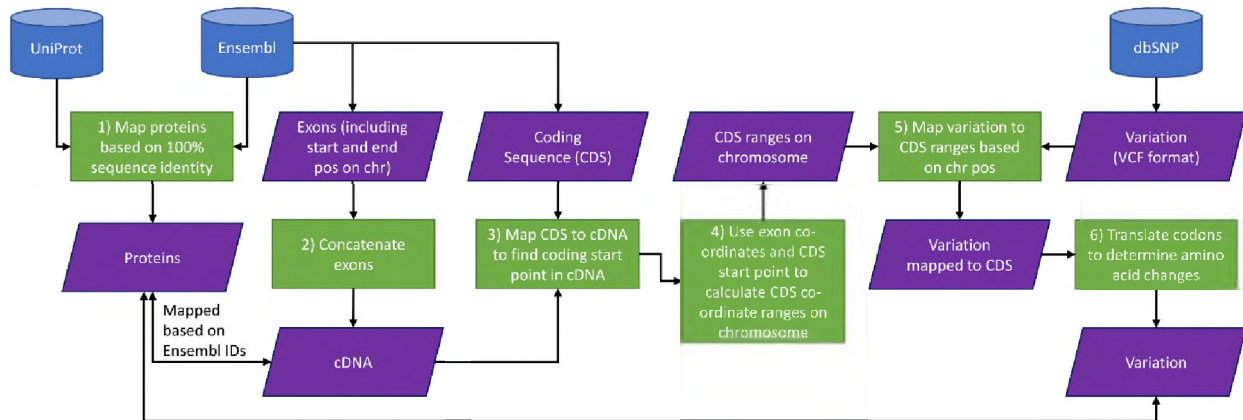 UniProt
Ensembl
dbSNP
1) Map proteins
based on 100%
sequence identity
Exons (including
start and end
pos on chr)
Coding
Sequence (CDS)
CDS ranges on
chromosome
5) Map variation to
CDS ranges based
on chr pos
Variation
(VCF format)
Proteins
2) Concatenate
exons
3) Map CDS to cDNA
to find coding start
point in cDNA
4) Use exon co-
ordinates and CDS
start point to
calculate CDS co-
ordinate ranges on
chromosome
Variation
mapped to CDS
6) Translate codons
to determine amino
acid changes
Mapped
based on
Ensembl IDs
cDNA
Variation